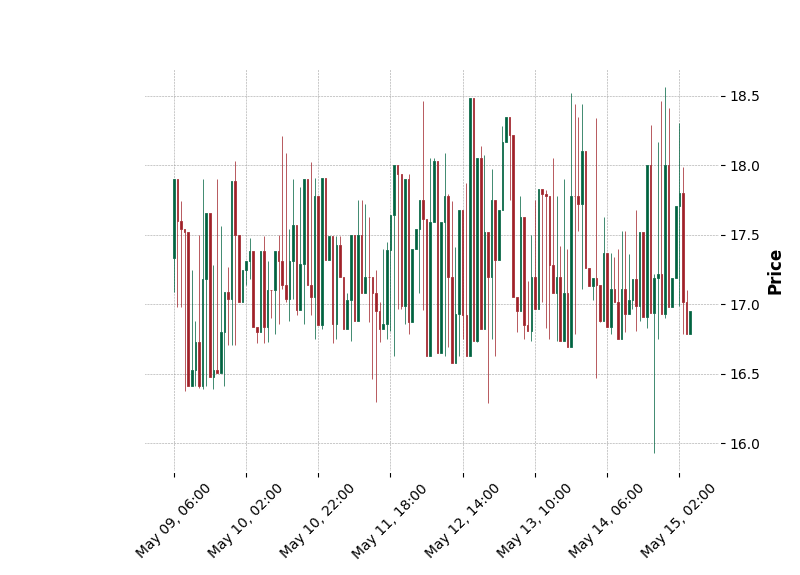 18.5
18.0
17.5
17.0
16.5
16.0
Price
May 09, 06:00
May 10, 02:00
May 10, 22:00
May 11, 18:00
May 12, 14:00
May 13, 10:00
May 14, 06:00
May 15, 02:00